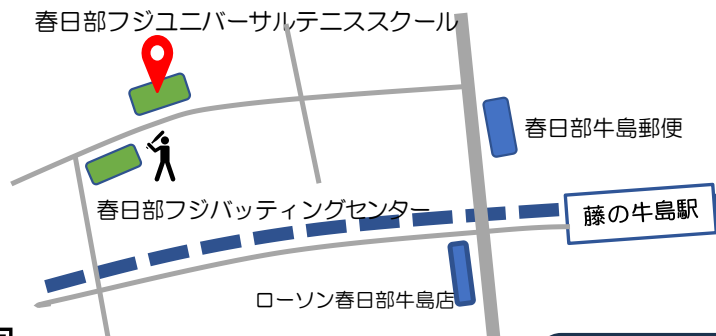 春日部フジユニバーサルテニススクール
春日部牛島郵便
春日部フジバッティングセンター
藤の牛島駅
ローソン春日部牛島店